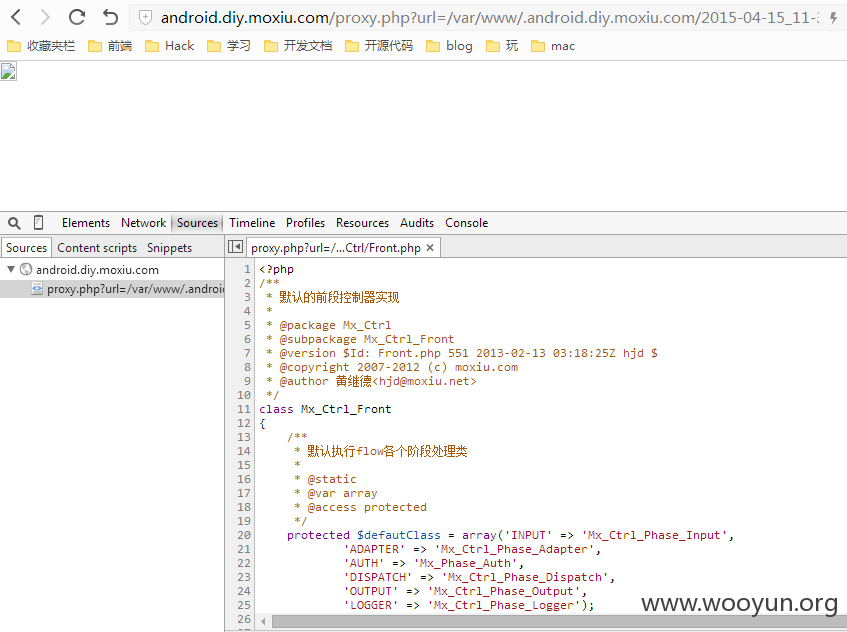 android.diy.moxiu.com/proxy.php?url=/var/www/.android.diy.moxiu.com/2015-04-15_11-
收藏夹栏 前端 Hack 学习 开发文档 开源代码 blog 玩 mac
Elements Network Sources Timeline Profiles Resources Audits Console
Sources Content scripts Snippets proxy.php?url=/...Ctrl/Front.php ×
android.diy.moxiu.com
proxy.php?url=/var/www/.androi
1 <?php
2 /**
3 * 默认的前段控制器实现
4 *
5 * @package Mx_Ctrl
6 * @subpackage Mx_Ctrl_Front
7 * @version $Id: Front.php 551 2013-02-13 03:18:25Z hjd $
8 * @copyright 2007-2012 (c) moxiu.com
9 * @author 黄继德<hjd@moxiu.net>
10 */
11 class Mx_Ctrl_Front
12 {
13 /**
14 * 默认执行flow各个阶段处理类
15 *
16 * @static
17 * @var array
18 * @access protected
19 */
20 protected $defautClass = array('INPUT' => 'Mx_Ctrl_Phase_Input',
21 'ADAPTER' => 'Mx_Ctrl_Phase_Adapter',
22 'AUTH' => 'Mx_Phase_Auth',
23 'DISPATCH' => 'Mx_Ctrl_Phase_Dispatch',
24 'OUTPUT' => 'Mx_Ctrl_Phase_Output',
25 'LOGGER' => 'Mx_Ctrl_Phase_Logger');
26
www.wooyun.org